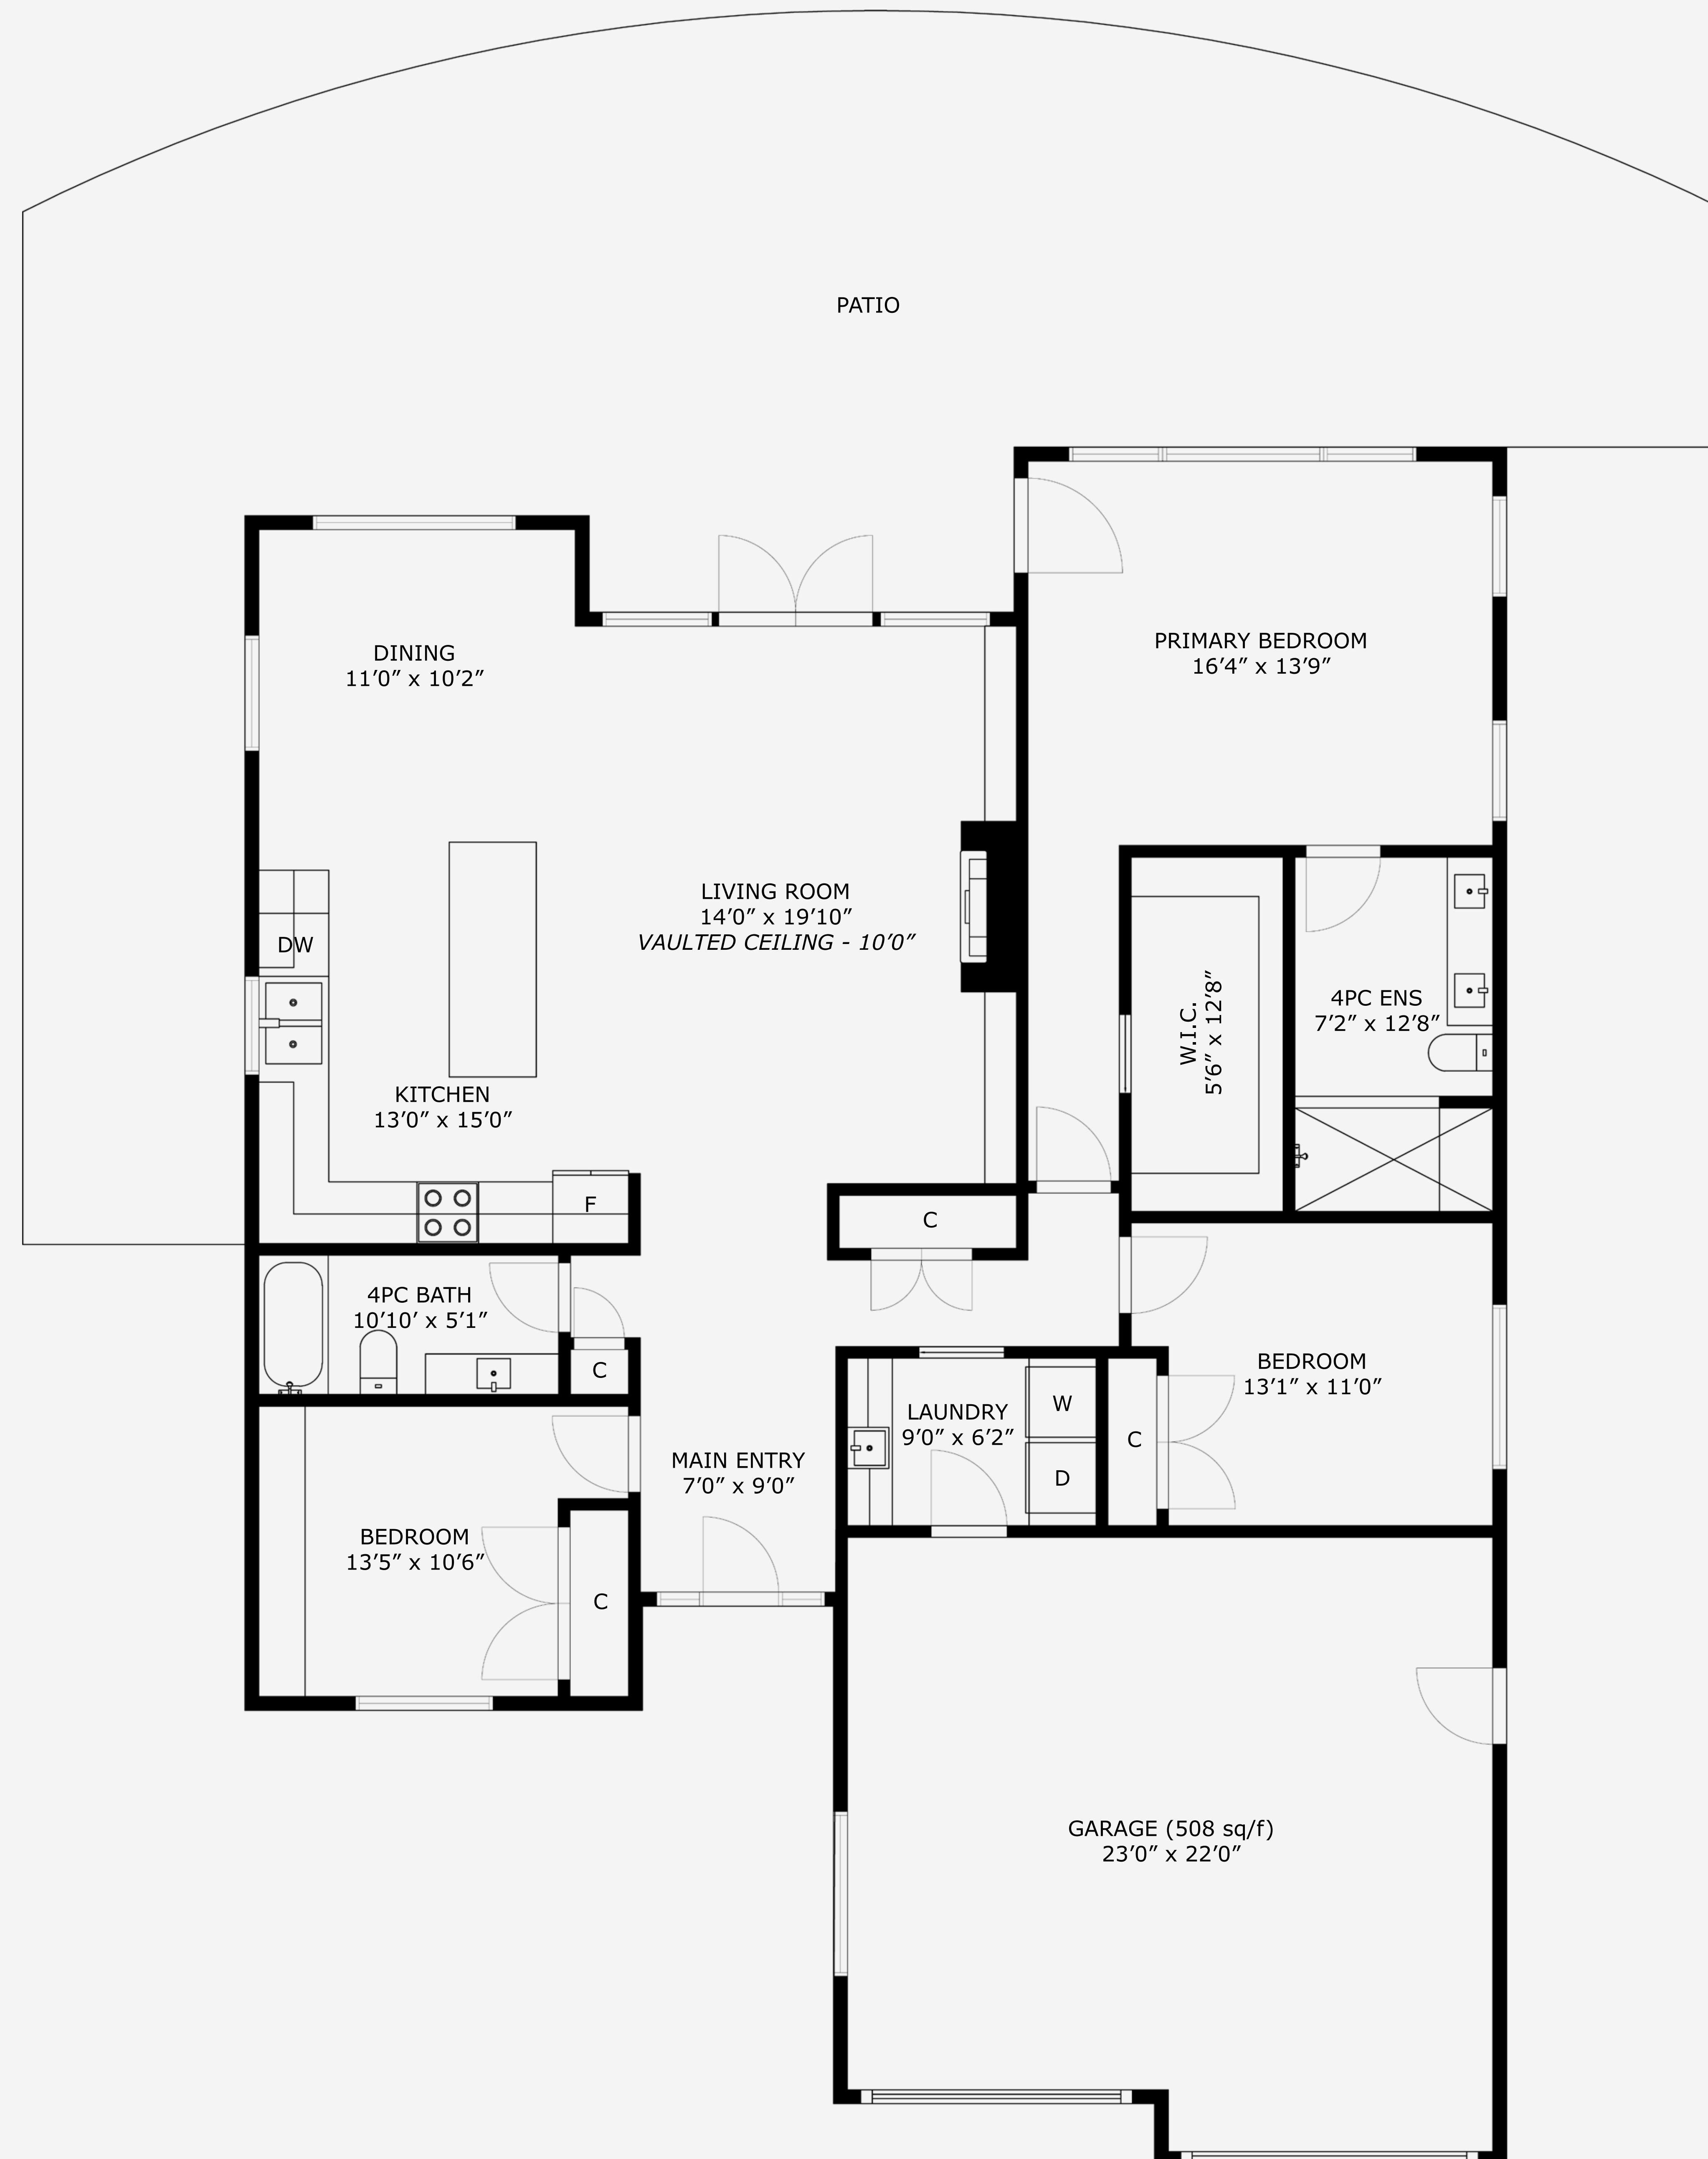 PATIO
PRIMARY BEDROOM
16’4” x 13’9”
DINING
11’0” x 10’2”
LIVING ROOM
14’0” x 19’10”
VAULTED CEILING - 10’0”
DW
4PC ENS
7’2” x 12’8”
W.I.C.
5’6” x 12’8”
KITCHEN
13’0” x 15’0”
F
C
4PC BATH
10’10’ x 5’1”
C
BEDROOM
13’1” x 11’0”
W
LAUNDRY
9’0” x 6’2”
C
D
MAIN ENTRY
7’0” x 9’0”
BEDROOM
13’5” x 10’6”
C
GARAGE (508 sq/f)
23’0” x 22’0”